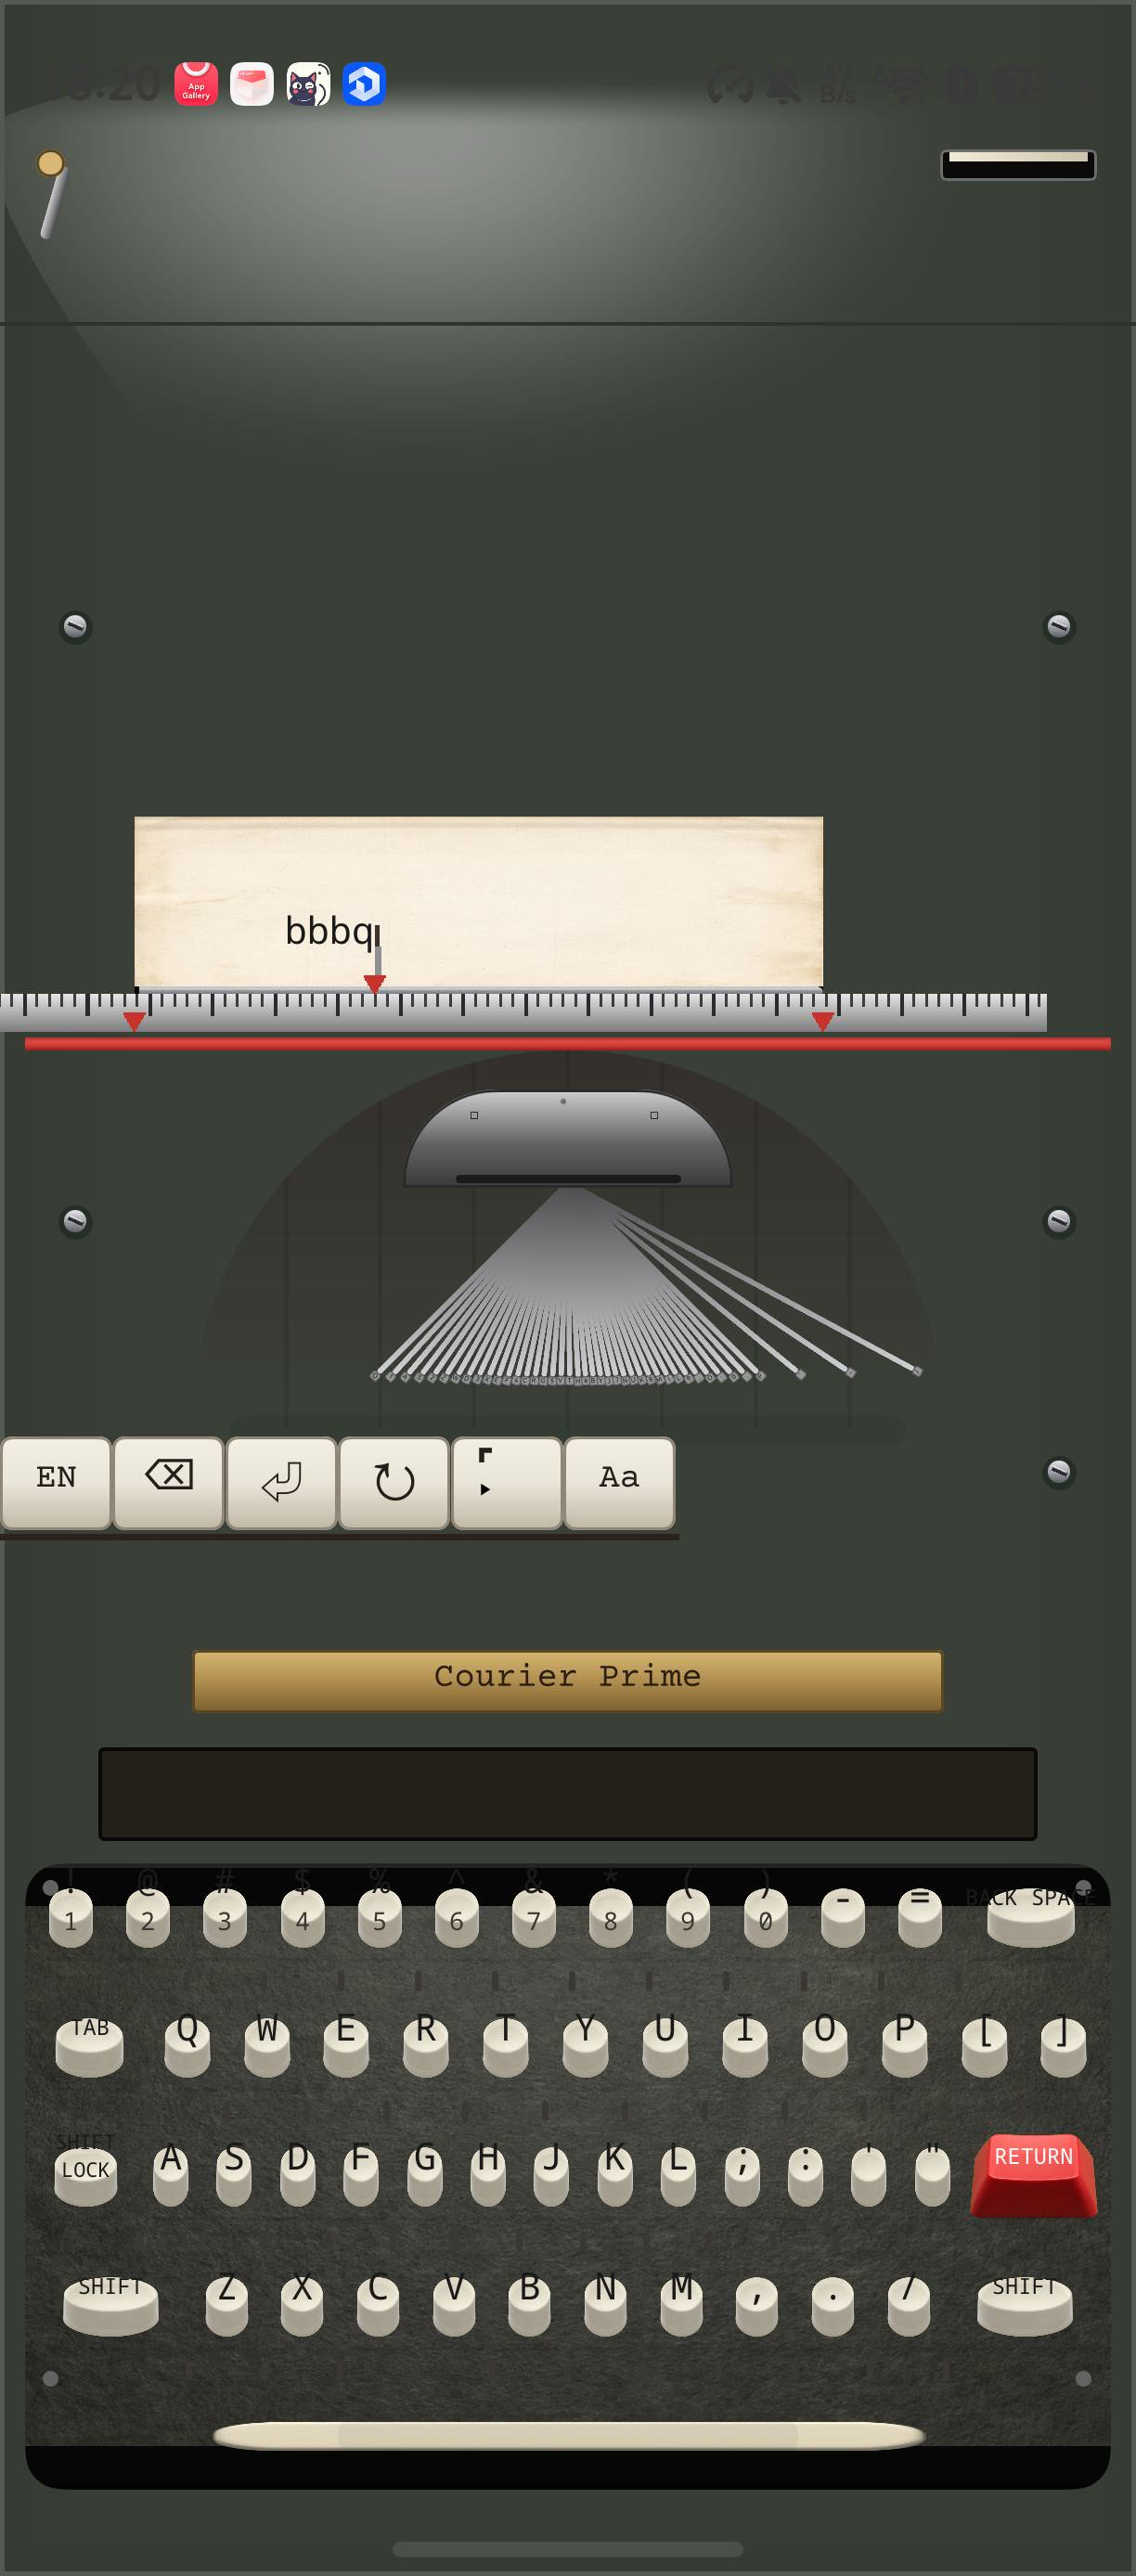 :20 App Gallery B/s
bbbq
EN Aa
Courier Prime
! @ # $ % ^ & * ( ) - = BACK SPACE
1 2 3 4 5 6 7 8 9 0
TAB Q W E R T Y U I O P [ ]
SHIFT LOCK A S D F G H J K L ; : ' " RETURN
SHIFT Z X C V B N M , . / SHIFT